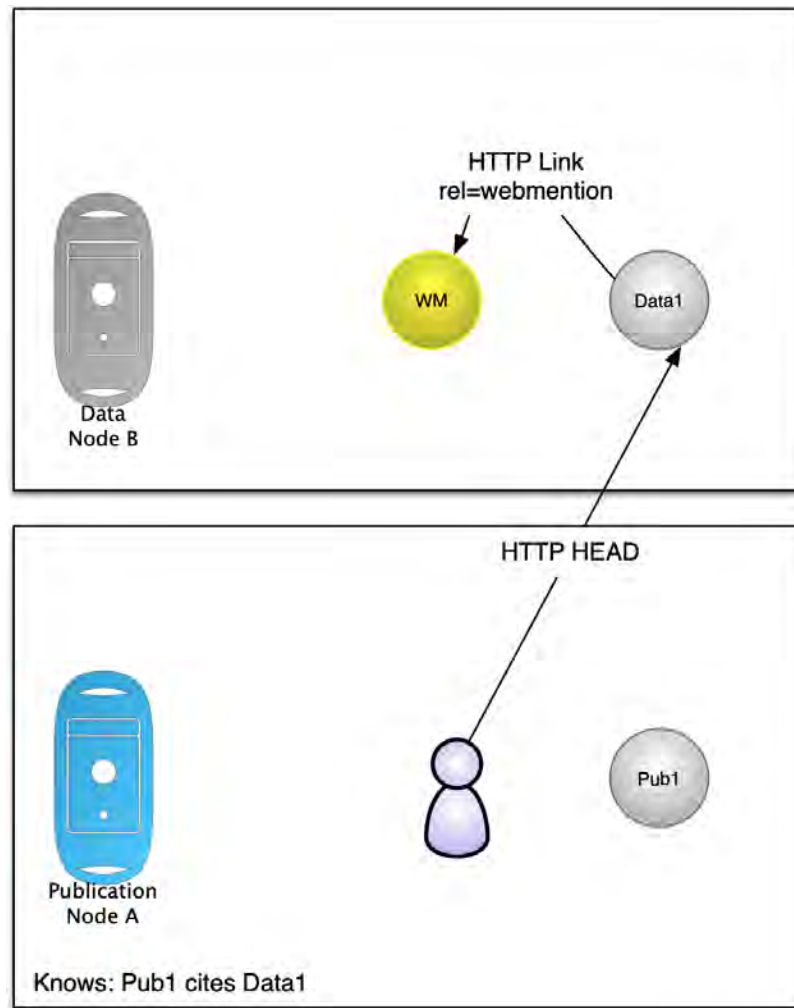 HTTP Link
rel=webmention
WM
Data1
Data
Node B
HTTP HEAD
Pub1
Publication
Node A
Knows: Pub1 cites Data1